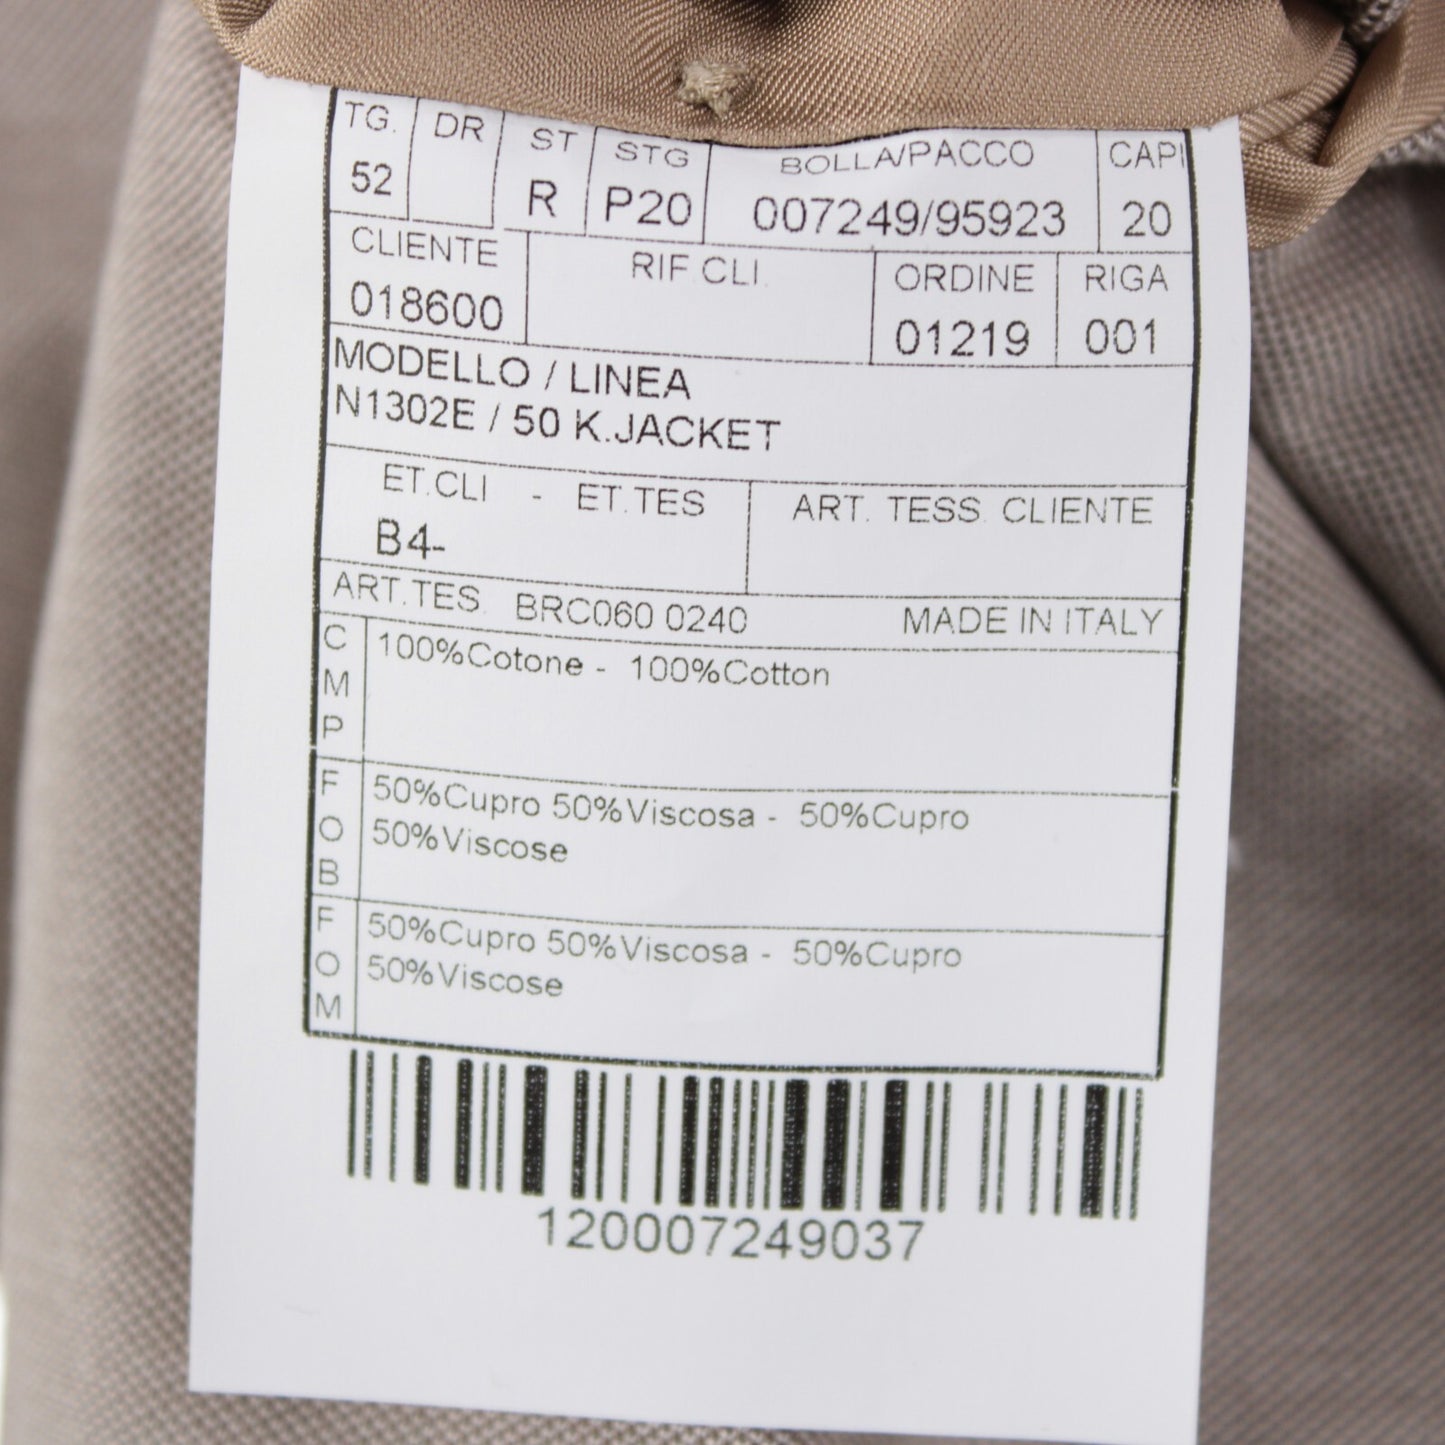 TG. DR ST STG BOLLA/PACCO CAPI
52 R P20 007249/95923 20
CLIENTE RIF.CLI. ORDINE RIGA
018600 01219 001
MODELLO / LINEA
N1302E / 50 K.JACKET
ET.CLI - ET.TES ART. TESS. CLIENTE
B4-
ART.TES. BRC060 0240 MADE IN ITALY
CMP 100%Cotone - 100%Cotton
FOB 50%Cupro 50%Viscosa - 50%Cupro
50%Viscose
FOM 50%Cupro 50%Viscosa - 50%Cupro
50%Viscose
120007249037